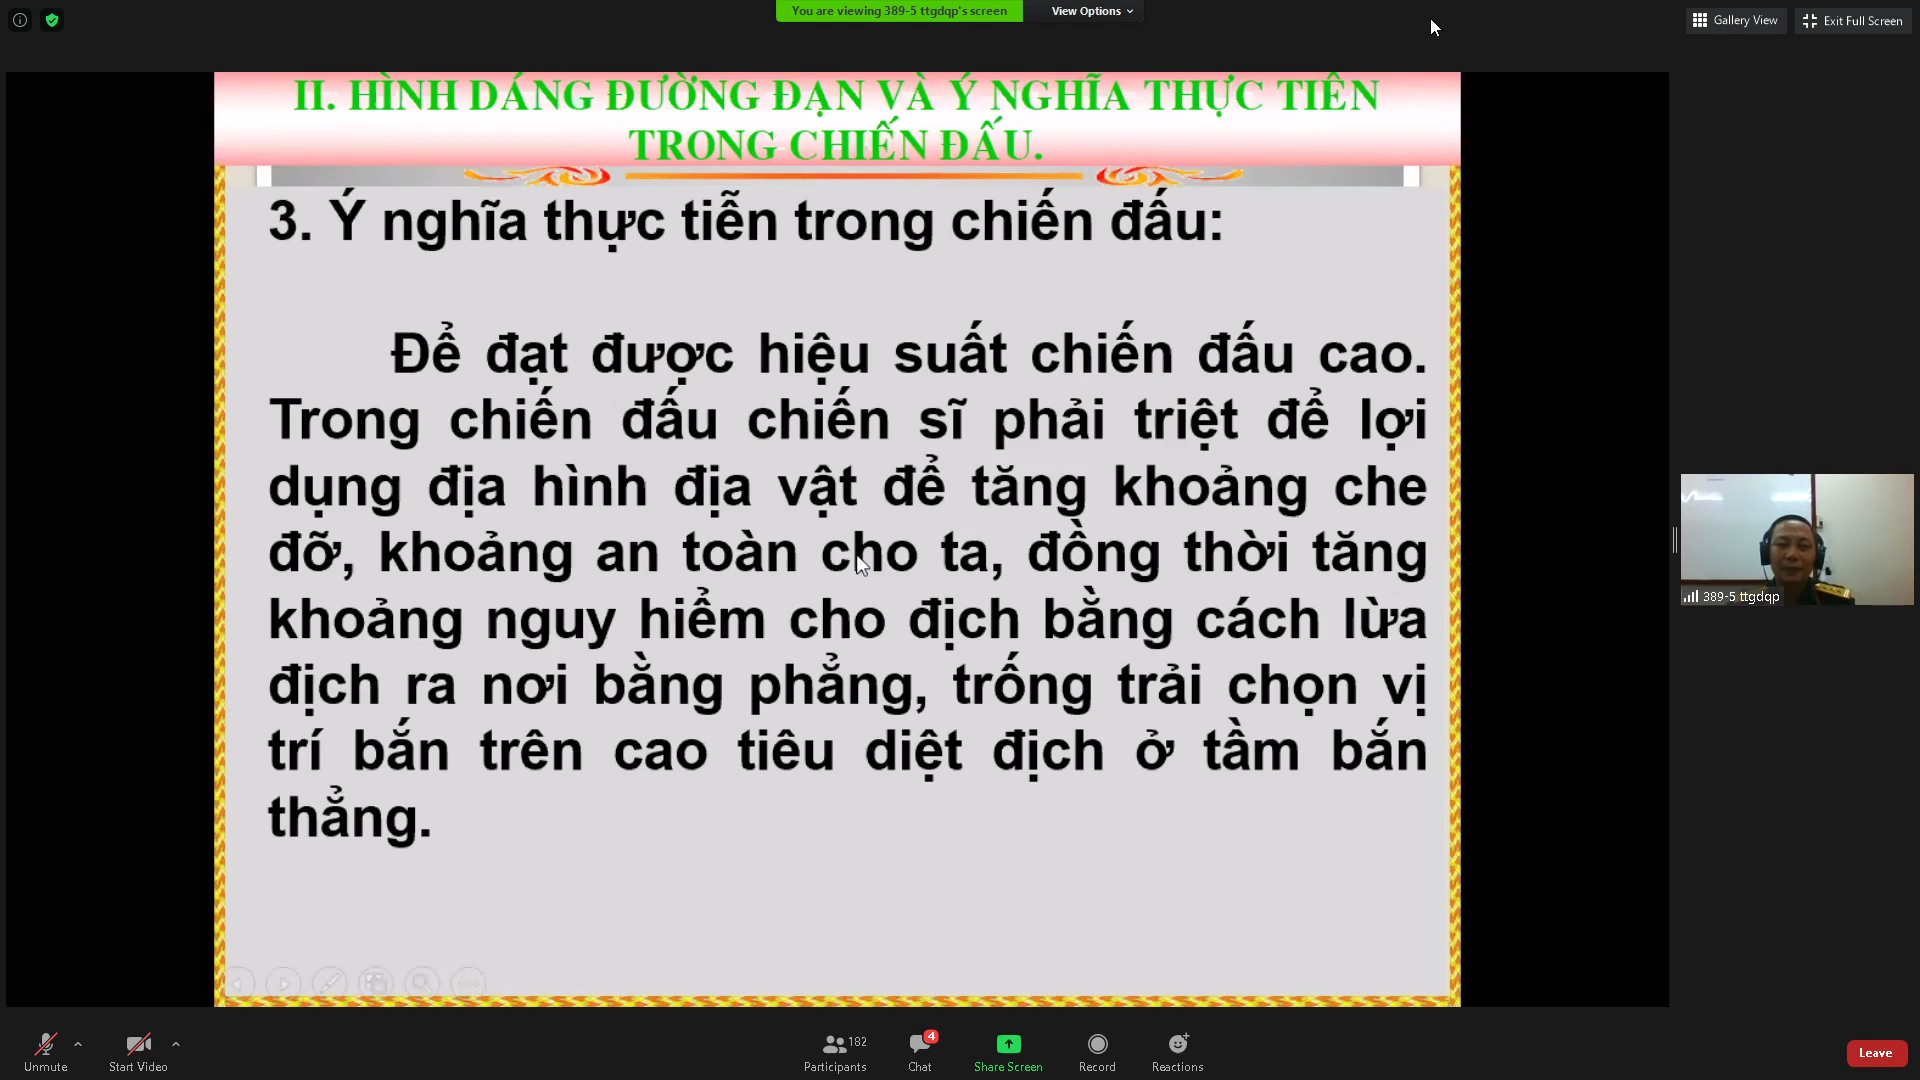 You are viewing 389-5 ttgdqp's screen
View Options
Gallery View
Exit Full Screen
II. HÌNH DÁNG ĐƯỜNG ĐẠN VÀ Ý NGHĨA THỰC TIỄN
TRONG CHIẾN ĐẤU.
3. Ý nghĩa thực tiễn trong chiến đấu:
Để đạt được hiệu suất chiến đấu cao.
Trong chiến đấu chiến sĩ phải triệt để lợi
dụng địa hình địa vật để tăng khoảng che
đỡ, khoảng an toàn cho ta, đồng thời tăng
khoảng nguy hiểm cho địch bằng cách lừa
địch ra nơi bằng phẳng, trống trải chọn vị
trí bắn trên cao tiêu diệt địch ở tầm bắn
thẳng.
389-5 ttgdqp
Unmute
Start Video
182
Participants
4
Chat
Share Screen
Record
Reactions
Leave